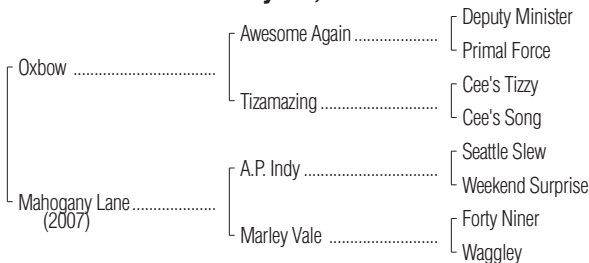 Deputy Minister
Awesome Again ....................
Primal Force
Oxbow ..................................
Cee's Tizzy
Tizamazing ............................
Cee's Song
Seattle Slew
A.P. Indy ................................
Weekend Surprise
Mahogany Lane ....................
(2007)
Forty Niner
Marley Vale ..........................
Waggley